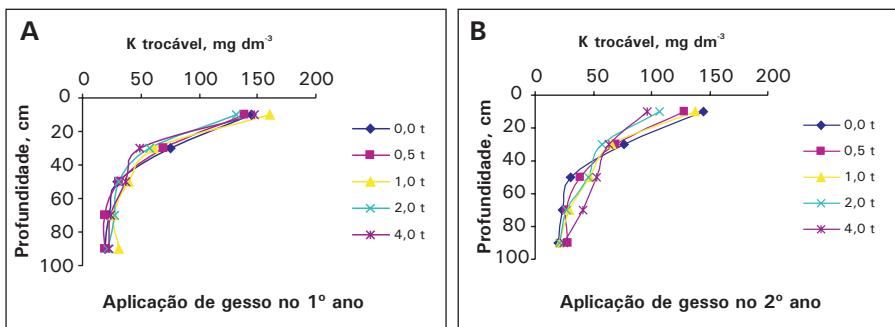 A
K trocável, mg dm-3
0 50 100 150 200
0
20
40
60
80
100
Profundidade, cm
0,0 t
0,5 t
1,0 t
2,0 t
4,0 t
Aplicação de gesso no 1º ano
B
K trocável, mg dm-3
0 50 100 150 200
0
20
40
60
80
100
Profundidade, cm
0,0 t
0,5 t
1,0 t
2,0 t
4,0 t
Aplicação de gesso no 2º ano